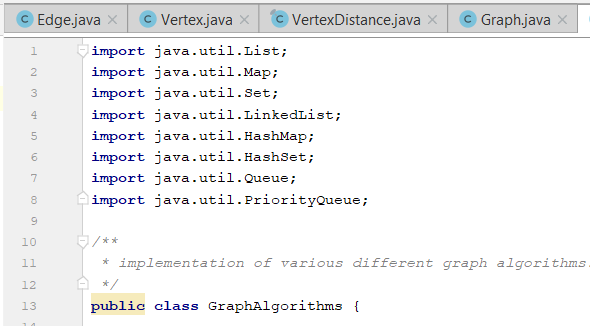 Edge.java Vertex.java VertexDistance.java Graph.java
1 import java.util.List;
2 import java.util.Map;
3 import java.util.Set;
4 import java.util.LinkedList;
5 import java.util.HashMap;
6 import java.util.HashSet;
7 import java.util.Queue;
8 import java.util.PriorityQueue;
9
10 /**
11 * implementation of various different graph algorithms.
12 */
13 public class GraphAlgorithms {